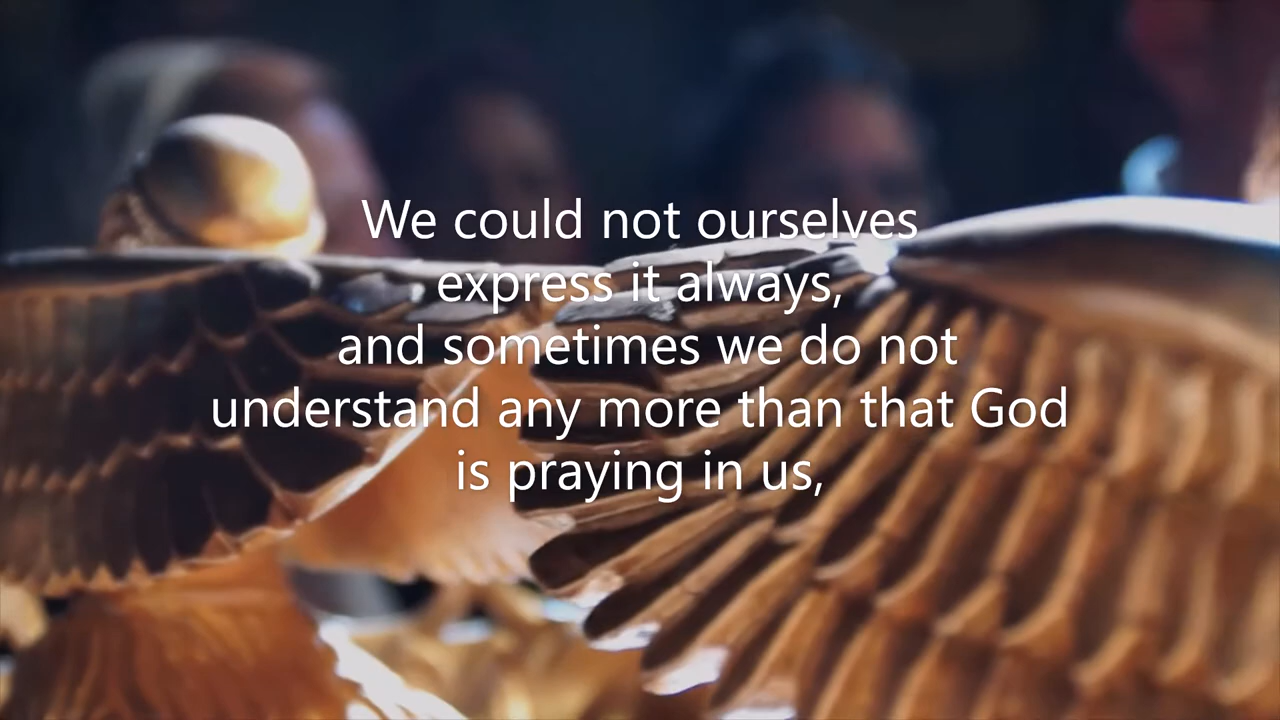 We could not ourselves
express it always,
and sometimes we do not
understand any more than that God
is praying in us,